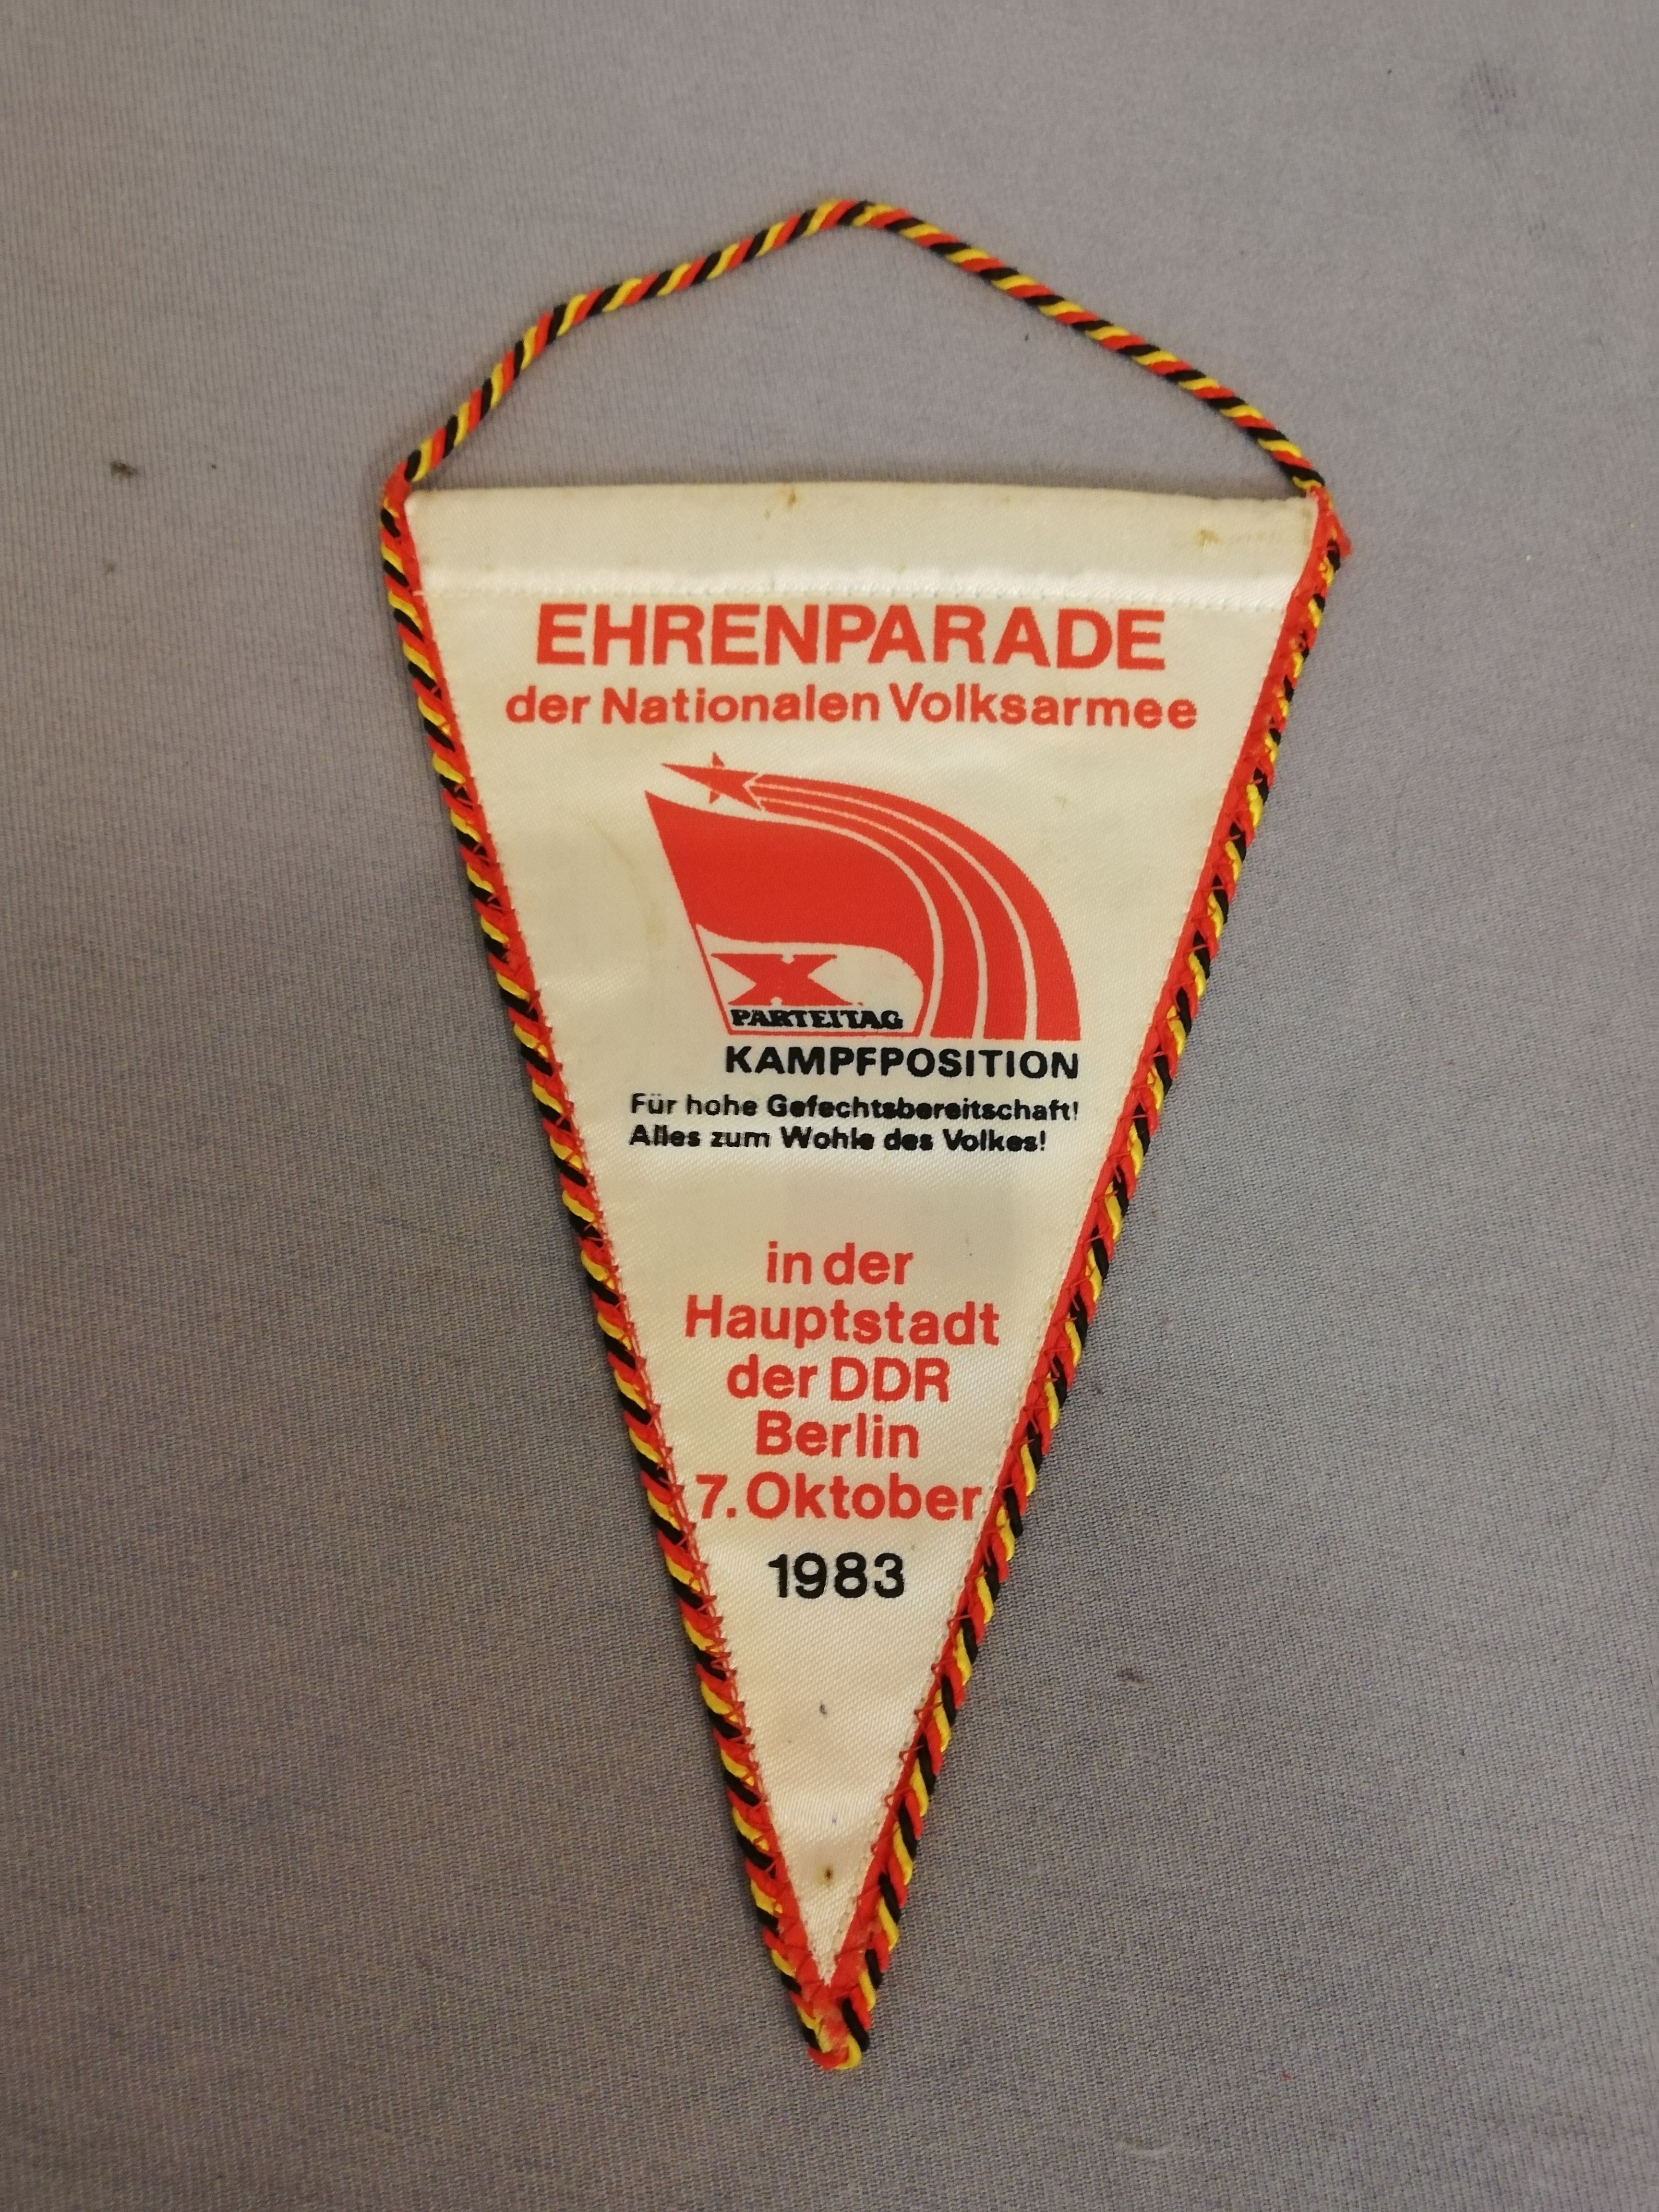 EHRENPARADE
der Nationalen Volksarmee
X
PARTEITAG
KAMPFPOSITION
Für hohe Gefechtsbereitschaft!
Alles zum Wohle des Volkes!
in der
Hauptstadt
der DDR
Berlin
7. Oktober
1983